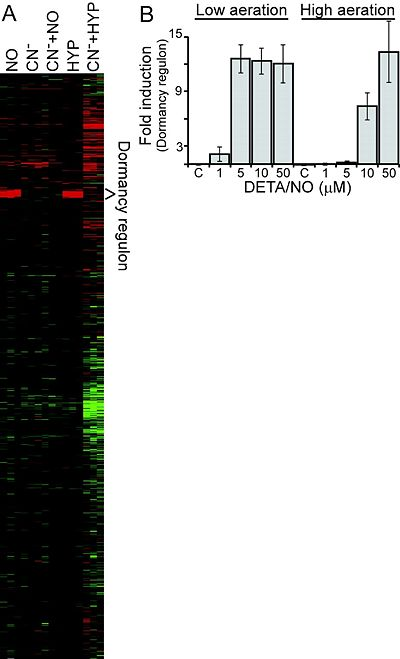 A
NO
CN⁻
CN⁻+NO
HYP
CN⁻+HYP
Dormancy regulon
B
Low aeration High aeration
Fold induction
(Dormancy regulon)
15
9
3
C 1 5 10 50 C 1 5 10 50
DETA/NO (μM)